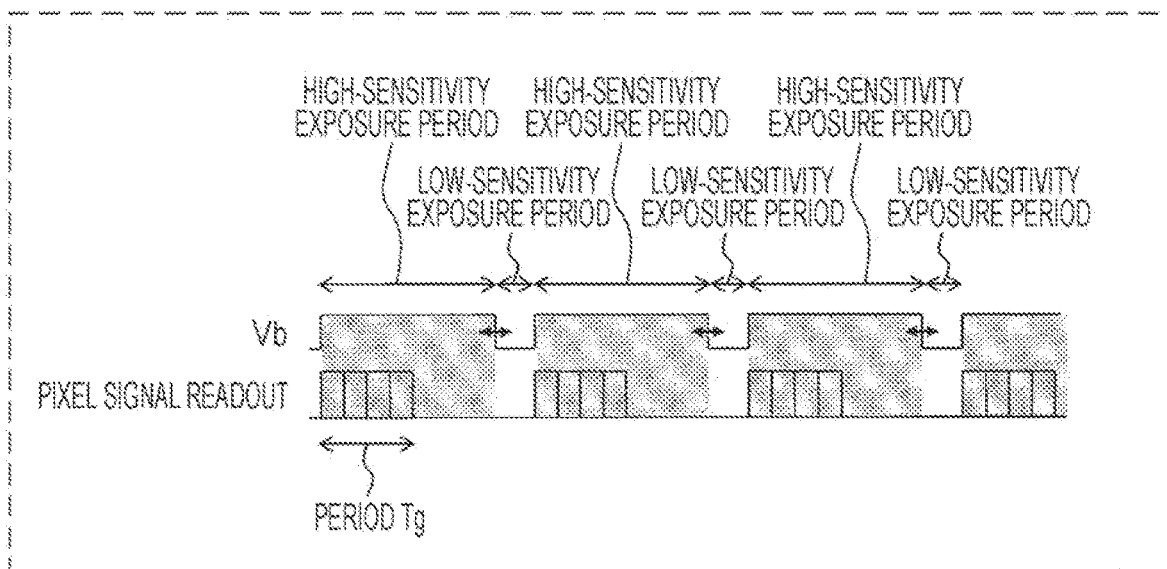 HIGH-SENSITIVITY
EXPOSURE PERIOD
HIGH-SENSITIVITY
EXPOSURE PERIOD
HIGH-SENSITIVITY
EXPOSURE PERIOD
LOW-SENSITIVITY
EXPOSURE PERIOD
LOW-SENSITIVITY
EXPOSURE PERIOD
LOW-SENSITIVITY
EXPOSURE PERIOD
Vb
PIXEL SIGNAL READOUT
PERIOD Tg